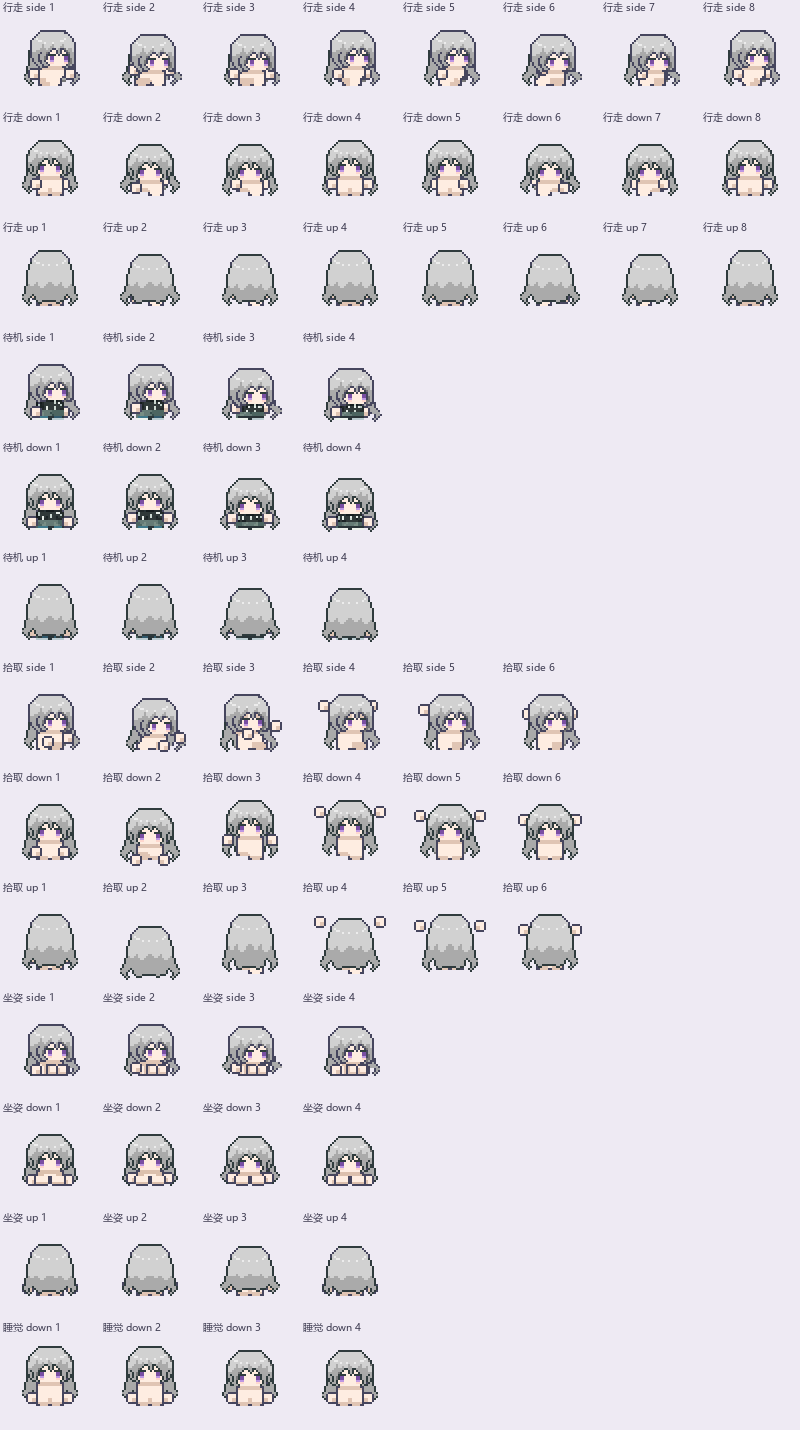 行走 side 1 行走 side 2 行走 side 3 行走 side 4 行走 side 5 行走 side 6 行走 side 7 行走 side 8
行走 down 1 行走 down 2 行走 down 3 行走 down 4 行走 down 5 行走 down 6 行走 down 7 行走 down 8
行走 up 1 行走 up 2 行走 up 3 行走 up 4 行走 up 5 行走 up 6 行走 up 7 行走 up 8
待机 side 1 待机 side 2 待机 side 3 待机 side 4
待机 down 1 待机 down 2 待机 down 3 待机 down 4
待机 up 1 待机 up 2 待机 up 3 待机 up 4
拾取 side 1 拾取 side 2 拾取 side 3 拾取 side 4 拾取 side 5 拾取 side 6
拾取 down 1 拾取 down 2 拾取 down 3 拾取 down 4 拾取 down 5 拾取 down 6
拾取 up 1 拾取 up 2 拾取 up 3 拾取 up 4 拾取 up 5 拾取 up 6
坐姿 side 1 坐姿 side 2 坐姿 side 3 坐姿 side 4
坐姿 down 1 坐姿 down 2 坐姿 down 3 坐姿 down 4
坐姿 up 1 坐姿 up 2 坐姿 up 3 坐姿 up 4
睡觉 down 1 睡觉 down 2 睡觉 down 3 睡觉 down 4